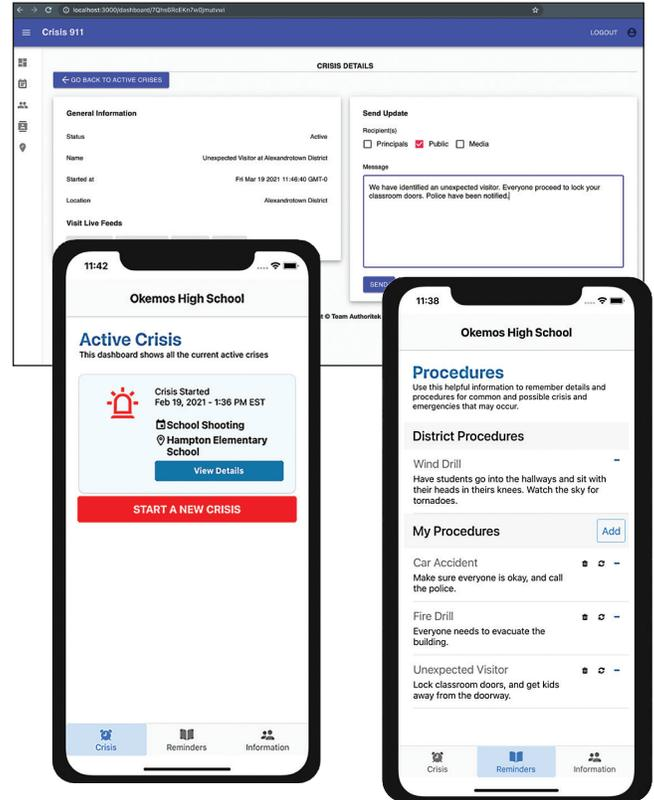 localhost:3000/dashboard/7Qhs6RcEKn7w0jmutvwi
Crisis 911
LOGOUT
CRISIS DETAILS
GO BACK TO ACTIVE CRISES
General Information
Status
Active
Name
Unexpected Visitor at Alexandrotown District
Started at
Fri Mar 19 2021 11:46:40 GMT-0
Location
Alexandrotown District
Visit Live Feeds
Send Update
Recipient(s)
Principals
Public
Media
Message
We have identified an unexpected visitor. Everyone proceed to lock your
classroom doors. Police have been notified.
SEND
t © Team Authoritek
11:42
Okemos High School
Active Crisis
This dashboard shows all the current active crises
Crisis Started
Feb 19, 2021 - 1:36 PM EST
School Shooting
Hampton Elementary
School
View Details
START A NEW CRISIS
Crisis
Reminders
Information
11:38
Okemos High School
Procedures
Use this helpful information to remember details and
procedures for common and possible crisis and
emergencies that may occur.
District Procedures
Wind Drill
Have students go into the hallways and sit with
their heads in theirs knees. Watch the sky for
tornadoes.
My Procedures
Add
Car Accident
Make sure everyone is okay, and call
the police.
Fire Drill
Everyone needs to evacuate the
building.
Unexpected Visitor
Lock classroom doors, and get kids
away from the doorway.
Crisis
Reminders
Information